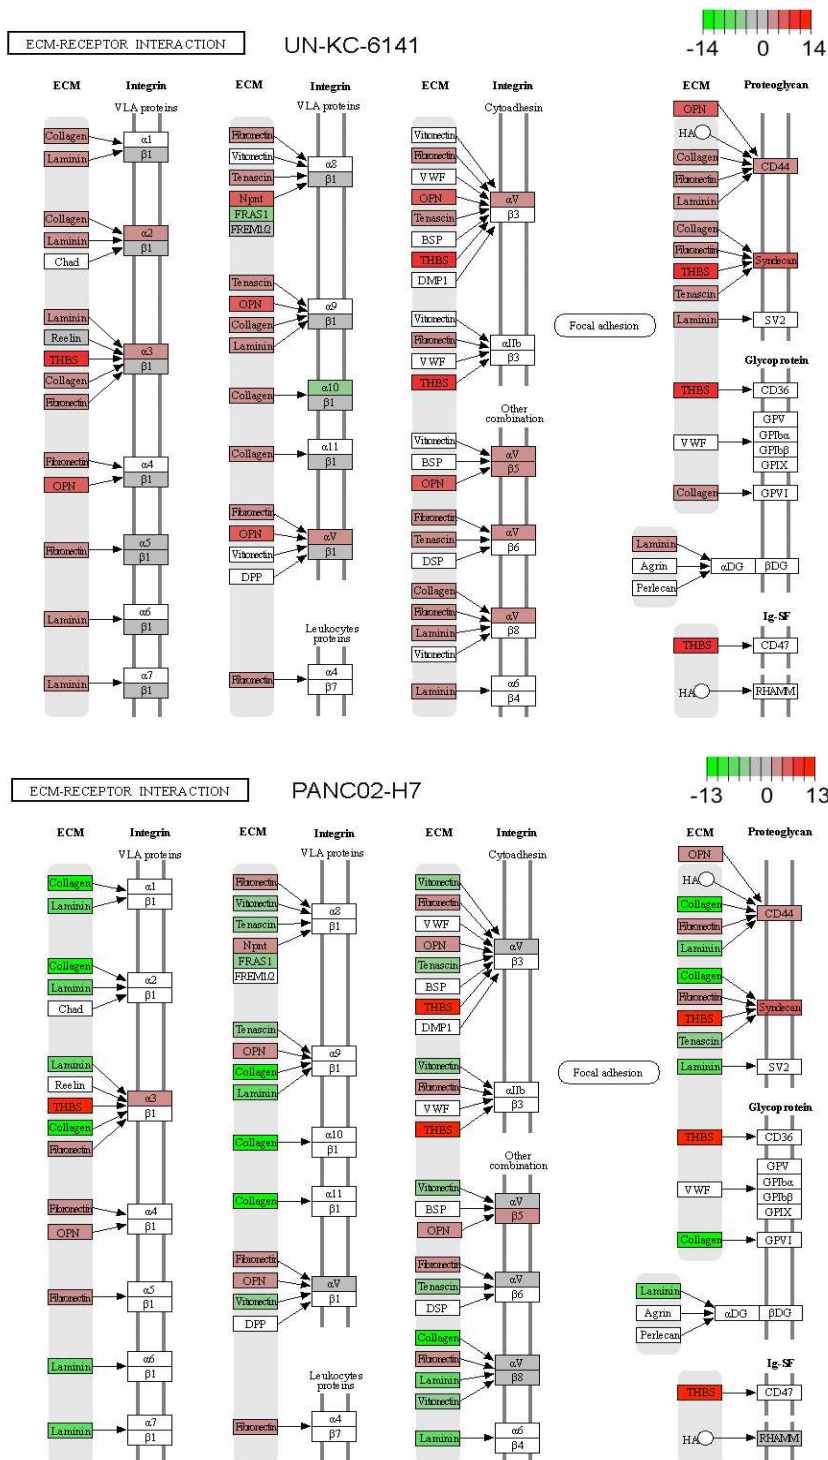 ECM-RECEPTOR INTERACTION
UN-KC-6141
-14 0 14
ECM Integrin
VLA proteins
Collagen
Laminin
α1
β1
Collagen
Laminin
Chad
α2
β1
Laminin
Reelin
THBS
Collagen
Fibronectin
α3
β1
Fibronectin
OPN
α4
β1
Fibronectin
α5
β1
Laminin
α6
β1
Laminin
α7
β1
ECM Integrin
VLA proteins
Fibronectin
Vitronectin
Tenascin
Npnt
FRAS1
FREM1/2
α8
β1
Tenascin
OPN
Collagen
Laminin
α9
β1
Collagen
α10
β1
Collagen
α11
β1
Fibronectin
OPN
Vitronectin
DPP
αV
β1
Leukocytes
proteins
Fibronectin
α4
β7
ECM Integrin
Cytoadhesin
Vitronectin
Fibronectin
VWF
OPN
Tenascin
BSP
THBS
DMP1
αV
β3
Vitronectin
Fibronectin
VWF
THBS
αIIb
β3
Other
combination
Vitronectin
BSP
OPN
αV
β5
Fibronectin
Tenascin
DSP
αV
β6
Collagen
Fibronectin
Laminin
Vitronectin
αV
β8
Laminin
α6
β4
Focal adhesion
ECM Proteoglycan
OPN
HA
Collagen
Fibronectin
Laminin
CD44
Collagen
Fibronectin
THBS
Tenascin
Syndecan
Laminin
SV2
Glycoprotein
THBS
CD36
VWF
GPV
GPIbα
GPIbβ
GPIX
Collagen
GPVI
Laminin
Agrin
Perlecan
αDG βDG
Ig-SF
THBS
CD47
HA
RHAMM
ECM-RECEPTOR INTERACTION
PANC02-H7
-13 0 13
ECM Integrin
VLA proteins
Collagen
Laminin
α1
β1
Collagen
Laminin
Chad
α2
β1
Laminin
Reelin
THBS
Collagen
Fibronectin
α3
β1
Fibronectin
OPN
α4
β1
Fibronectin
α5
β1
Laminin
α6
β1
Laminin
α7
β1
ECM Integrin
VLA proteins
Fibronectin
Vitronectin
Tenascin
Npnt
FRAS1
FREM1/2
α8
β1
Tenascin
OPN
Collagen
Laminin
α9
β1
Collagen
α10
β1
Collagen
α11
β1
Fibronectin
OPN
Vitronectin
DPP
αV
β1
Leukocytes
proteins
Fibronectin
α4
β7
ECM Integrin
Cytoadhesin
Vitronectin
Fibronectin
VWF
OPN
Tenascin
BSP
THBS
DMP1
αV
β3
Vitronectin
Fibronectin
VWF
THBS
αIIb
β3
Other
combination
Vitronectin
BSP
OPN
αV
β5
Fibronectin
Tenascin
DSP
αV
β6
Collagen
Fibronectin
Laminin
Vitronectin
αV
β8
Laminin
α6
β4
Focal adhesion
ECM Proteoglycan
OPN
HA
Collagen
Fibronectin
Laminin
CD44
Collagen
Fibronectin
THBS
Tenascin
Syndecan
Laminin
SV2
Glycoprotein
THBS
CD36
VWF
GPV
GPIbα
GPIbβ
GPIX
Collagen
GPVI
Laminin
Agrin
Perlecan
αDG βDG
Ig-SF
THBS
CD47
HA
RHAMM